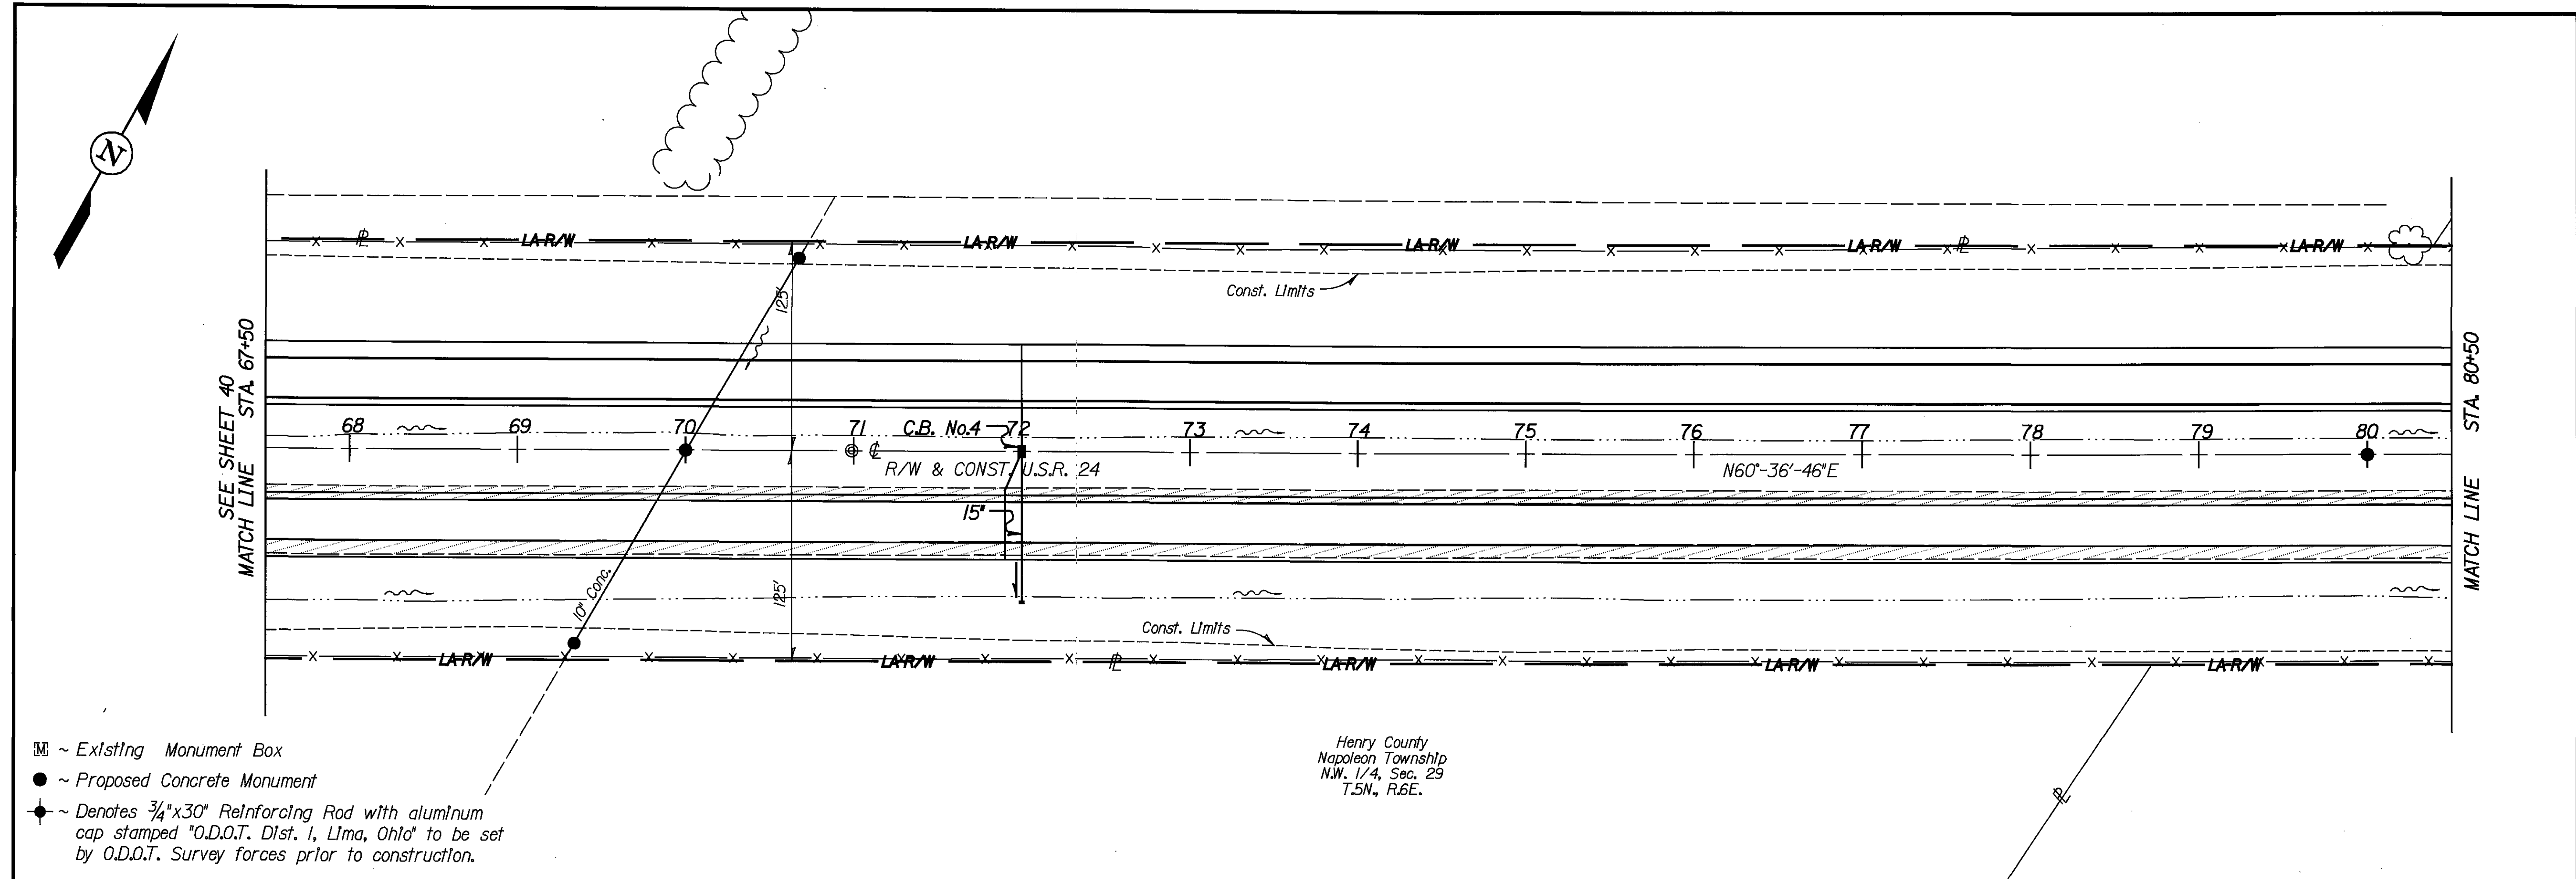 N
LA-R/W LA-R/W LA-R/W LA-R/W LA-R/W
Const. Limits
125'
SEE SHEET 40
MATCH LINE STA. 67+50
MATCH LINE STA. 80+50
68 69 70 71 72 73 74 75 76 77 78 79 80
C.B. No.4
R/W & CONST. U.S.R. 24
N60°-36'-46"E
15"
10" Conc.
125'
Const. Limits
LA-R/W LA-R/W LA-R/W LA-R/W LA-R/W
Henry County
Napoleon Township
N.W. 1/4, Sec. 29
T.5N., R.6E.
M ~ Existing Monument Box
~ Proposed Concrete Monument
~ Denotes 3/4"x30" Reinforcing Rod with aluminum
cap stamped "O.D.O.T. Dist. 1, Lima, Ohio" to be set
by O.D.O.T. Survey forces prior to construction.